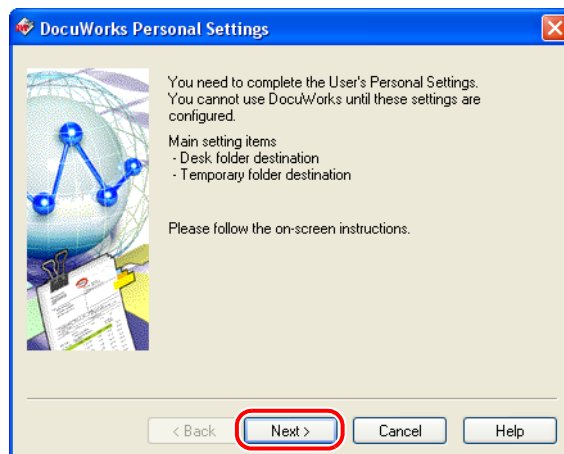 DocuWorks Personal Settings
You need to complete the User's Personal Settings.
You cannot use DocuWorks until these settings are
configured.
Main setting items
- Desk folder destination
- Temporary folder destination
Please follow the on-screen instructions.
< Back
Next >
Cancel
Help